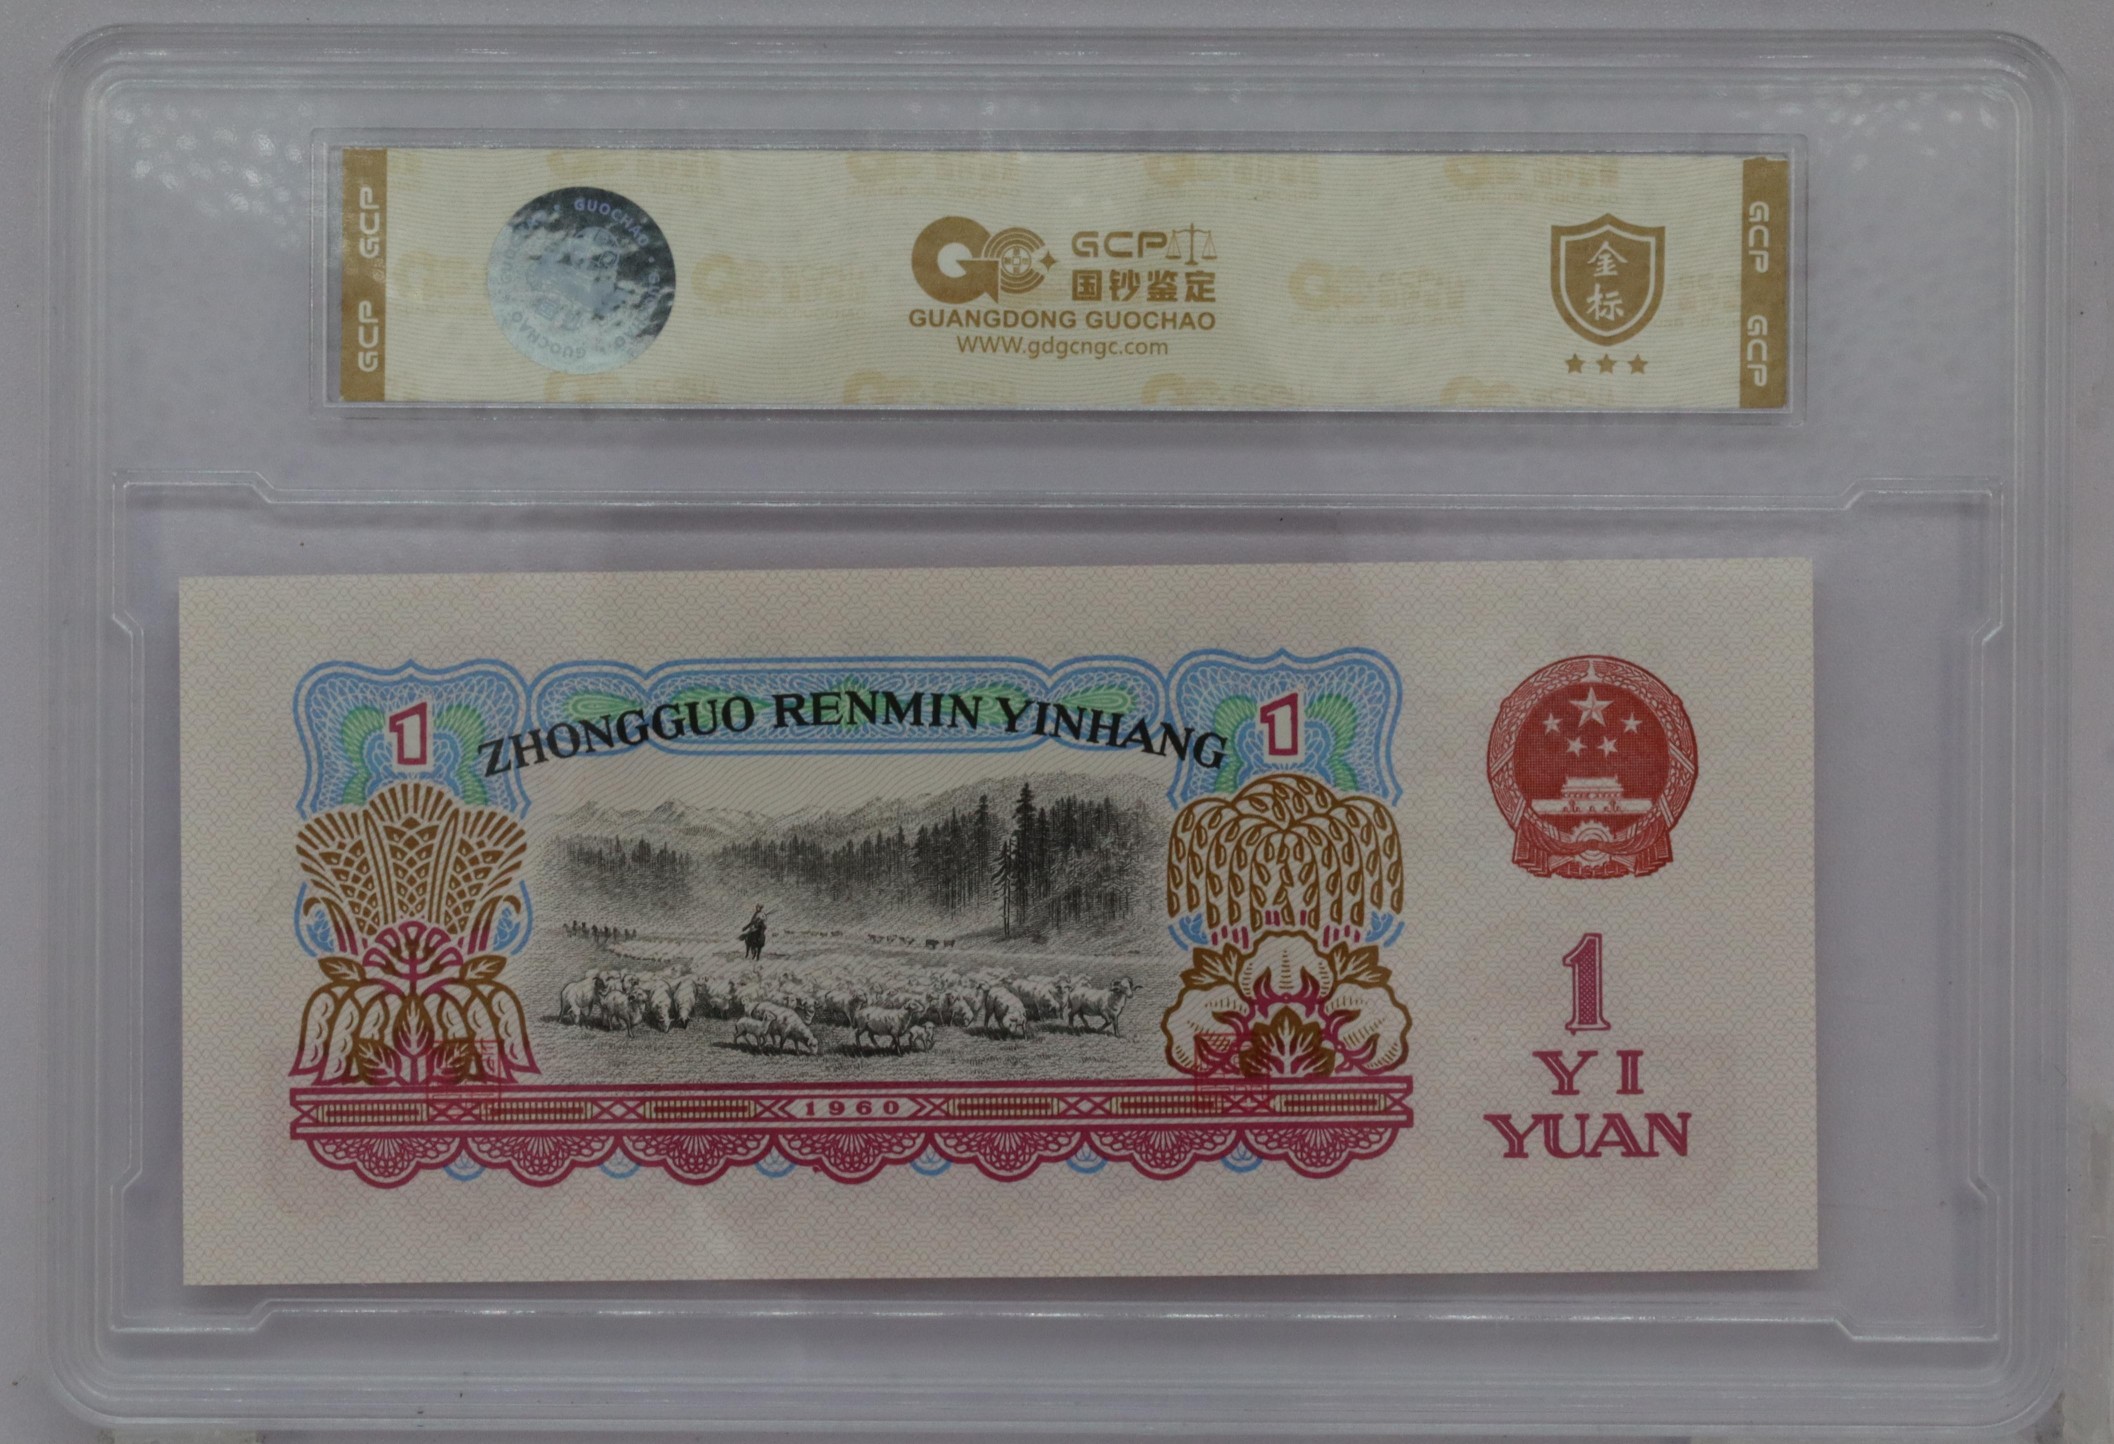 GCP GCP
GUOCHAO
GCP
国钞鉴定
GUANGDONG GUOCHAO
WWW.gdgcngc.com
金标
GCP GCP
1
ZHONGGUO RENMIN YINHANG
1
1960
1
YI
YUAN